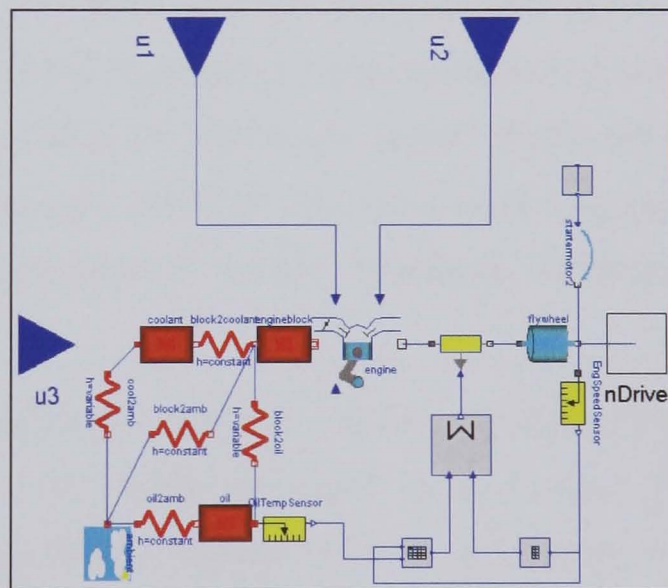 u1
u2
startermotor2
coolant
block2coolant
engineblock
h=constant
flywheel
engine
u3
nDrive
EngSpeedSensor
cool2amb
h=variable
block2amb
h=constant
block2oil
h=variable
Σ
oil2amb
h=constant
oil
OilTempSensor
ambient